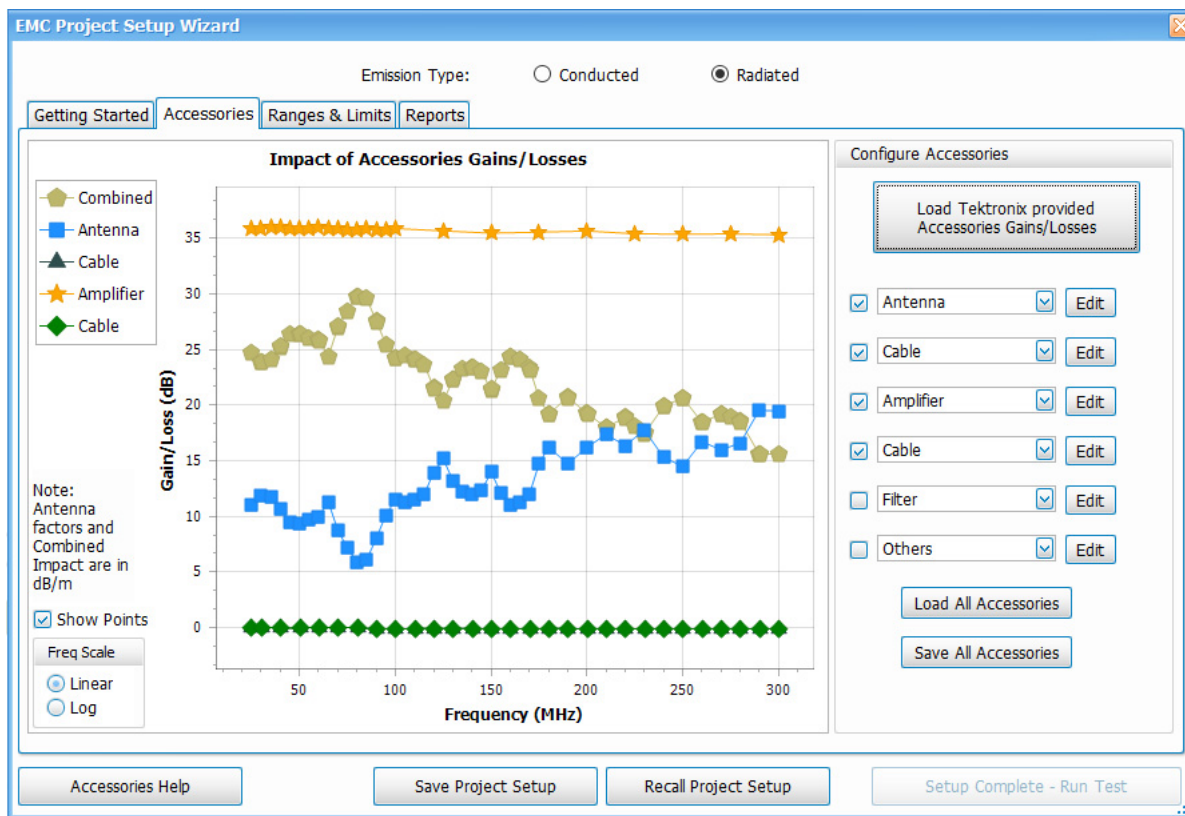 EMC Project Setup Wizard
Emission Type:
Conducted
Radiated
Getting Started
Accessories
Ranges & Limits
Reports
Impact of Accessories Gains/Losses
Combined
Antenna
Cable
Amplifier
Cable
Gain/Loss (dB)
35
30
25
20
15
10
5
0
50
100
150
200
250
300
Frequency (MHz)
Note:
Antenna
factors and
Combined
Impact are in
dB/m
Show Points
Freq Scale
Linear
Log
Configure Accessories
Load Tektronix provided
Accessories Gains/Losses
Antenna
Edit
Cable
Edit
Amplifier
Edit
Cable
Edit
Filter
Edit
Others
Edit
Load All Accessories
Save All Accessories
Accessories Help
Save Project Setup
Recall Project Setup
Setup Complete - Run Test